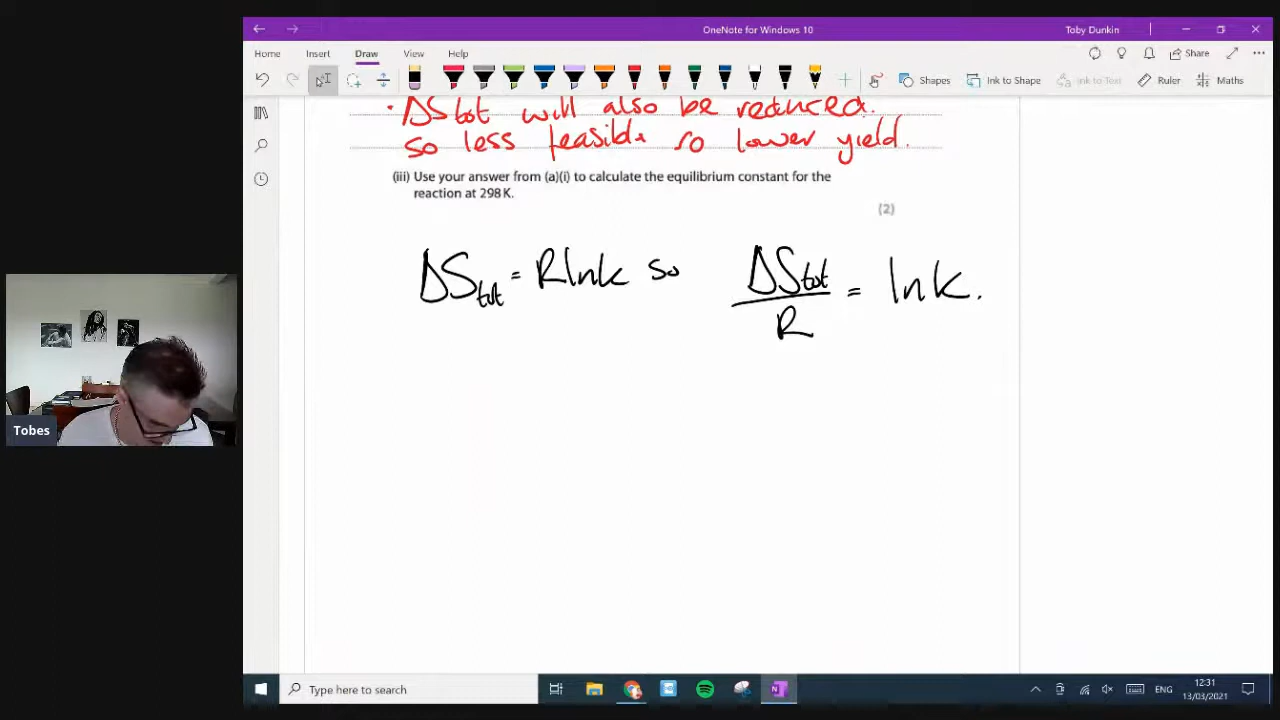 OneNote for Windows 10
Toby Dunkin
Home Insert Draw View Help
Share
Shapes Ink to Shape Ink to Text Ruler Maths
· ΔStot will also be reduced.
so less feasible so lower yield.
(iii) Use your answer from (a)(i) to calculate the equilibrium constant for the
reaction at 298 K.
(2)
ΔStot = Rlnk so ΔStot/R = lnk.
Tobes
Type here to search
ENG
12:31
13/03/2021